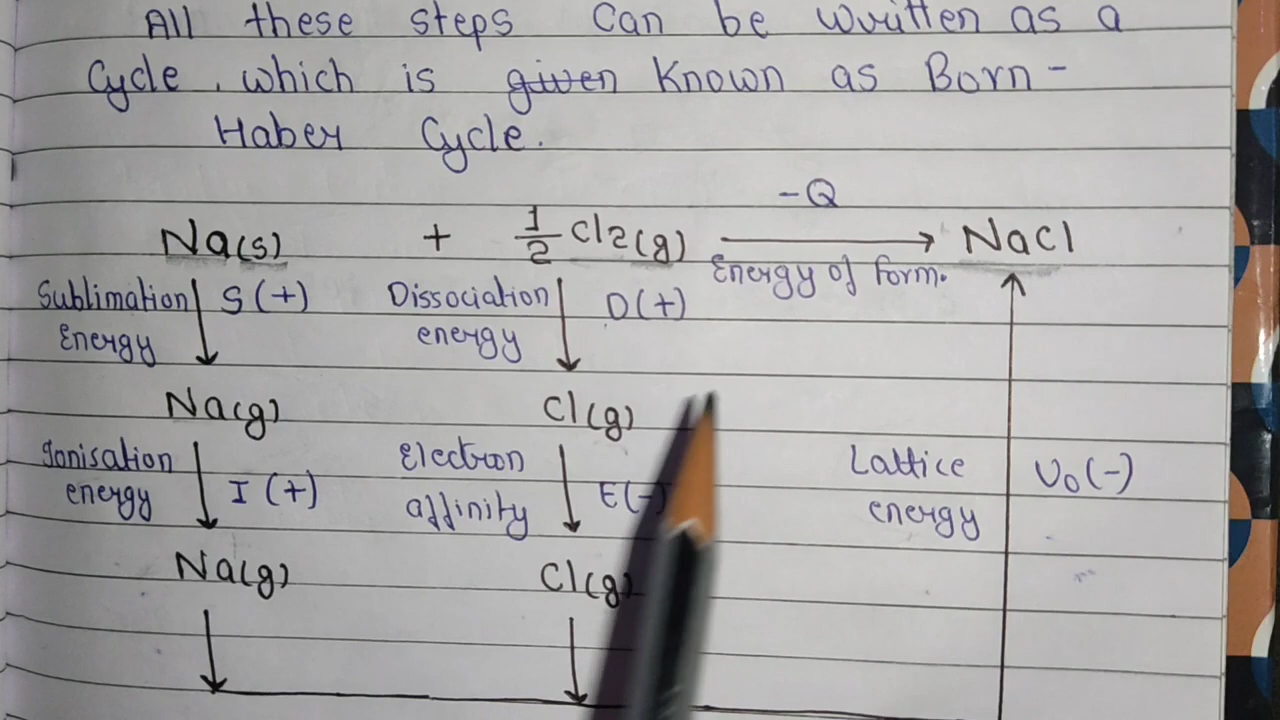 All these steps Can be written as a
Cycle, which is given Known as Born-
Haber Cycle.
-Q
Na(s) + 1/2 Cl2(g) → NaCl
Energy of form.
Sublimation Energy S(+) Dissociation energy D(+)
Na(g) Cl(g)
Ionisation energy I(+) Electron affinity E(-) Lattice energy U0(-)
Na(g) Cl(g)